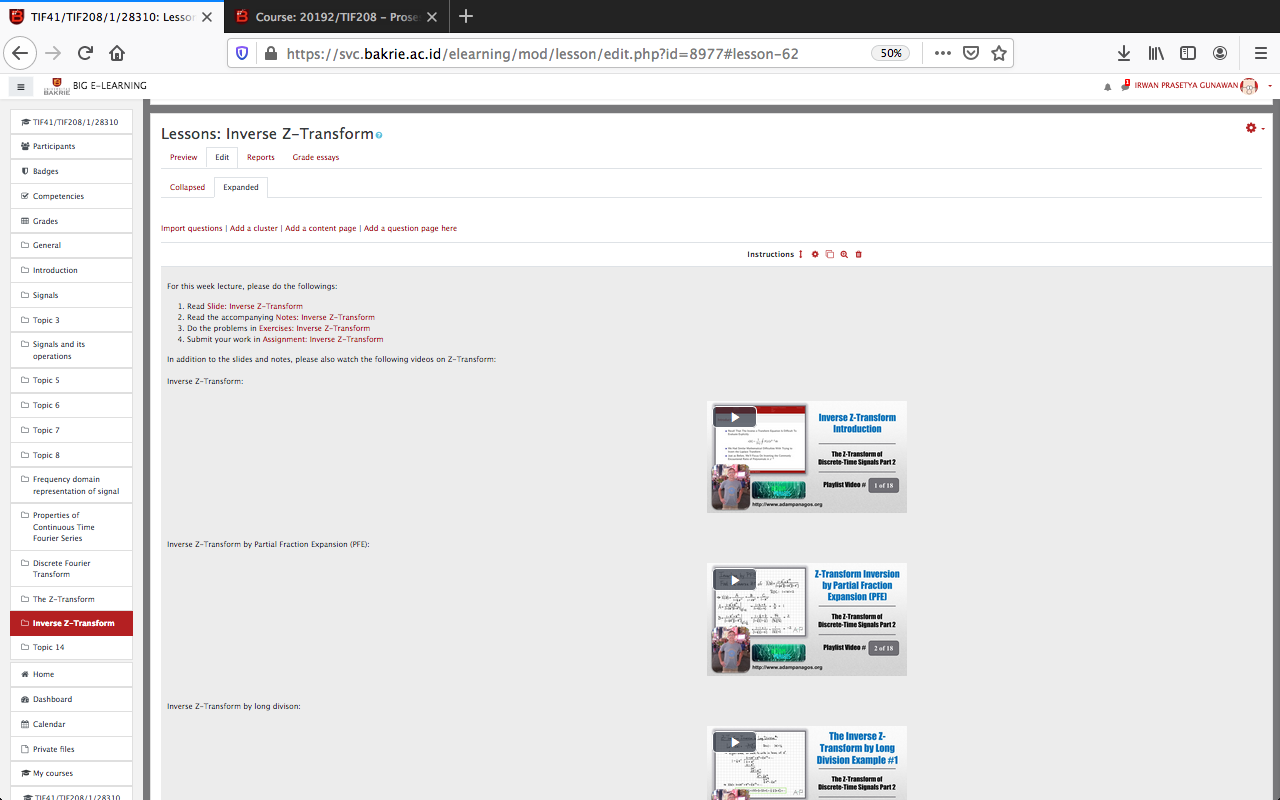 TIF41/TIF208/1/28310: Lesso
Course: 20192/TIF208 – Prose
https://svc.bakrie.ac.id/elearning/mod/lesson/edit.php?id=8977#lesson-62
50%
BAKRIE
BIG E-LEARNING
1
IRWAN PRASETYA GUNAWAN
TIF41/TIF208/1/28310
Participants
Badges
Competencies
Grades
General
Introduction
Signals
Topic 3
Signals and its
operations
Topic 5
Topic 6
Topic 7
Topic 8
Frequency domain
representation of signal
Properties of
Continuous Time
Fourier Series
Discrete Fourier
Transform
The Z-Transform
Inverse Z-Transform
Topic 14
Home
Dashboard
Calendar
Private files
My courses
TIF41/TIF208/1/28310
Lessons: Inverse Z-Transform
Preview
Edit
Reports
Grade essays
Collapsed
Expanded
Import questions | Add a cluster | Add a content page | Add a question page here
Instructions
For this week lecture, please do the followings:
1. Read Slide: Inverse Z-Transform
2. Read the accompanying Notes: Inverse Z-Transform
3. Do the problems in Exercises: Inverse Z-Transform
4. Submit your work in Assignment: Inverse Z-Transform
In addition to the slides and notes, please also watch the following videos on Z-Transform:
Inverse Z-Transform:
Inverse Z-Transform
Introduction
The Z-Transform of
Discrete-Time Signals Part 2
Playlist Video # 1 of 18
http://www.adampanagos.org
Inverse Z-Transform by Partial Fraction Expansion (PFE):
Z-Transform Inversion
by Partial Fraction
Expansion (PFE)
The Z-Transform of
Discrete-Time Signals Part 2
Playlist Video # 2 of 18
http://www.adampanagos.org
Inverse Z-Transform by long divison:
The Inverse Z-
Transform by Long
Division Example #1
The Z-Transform of